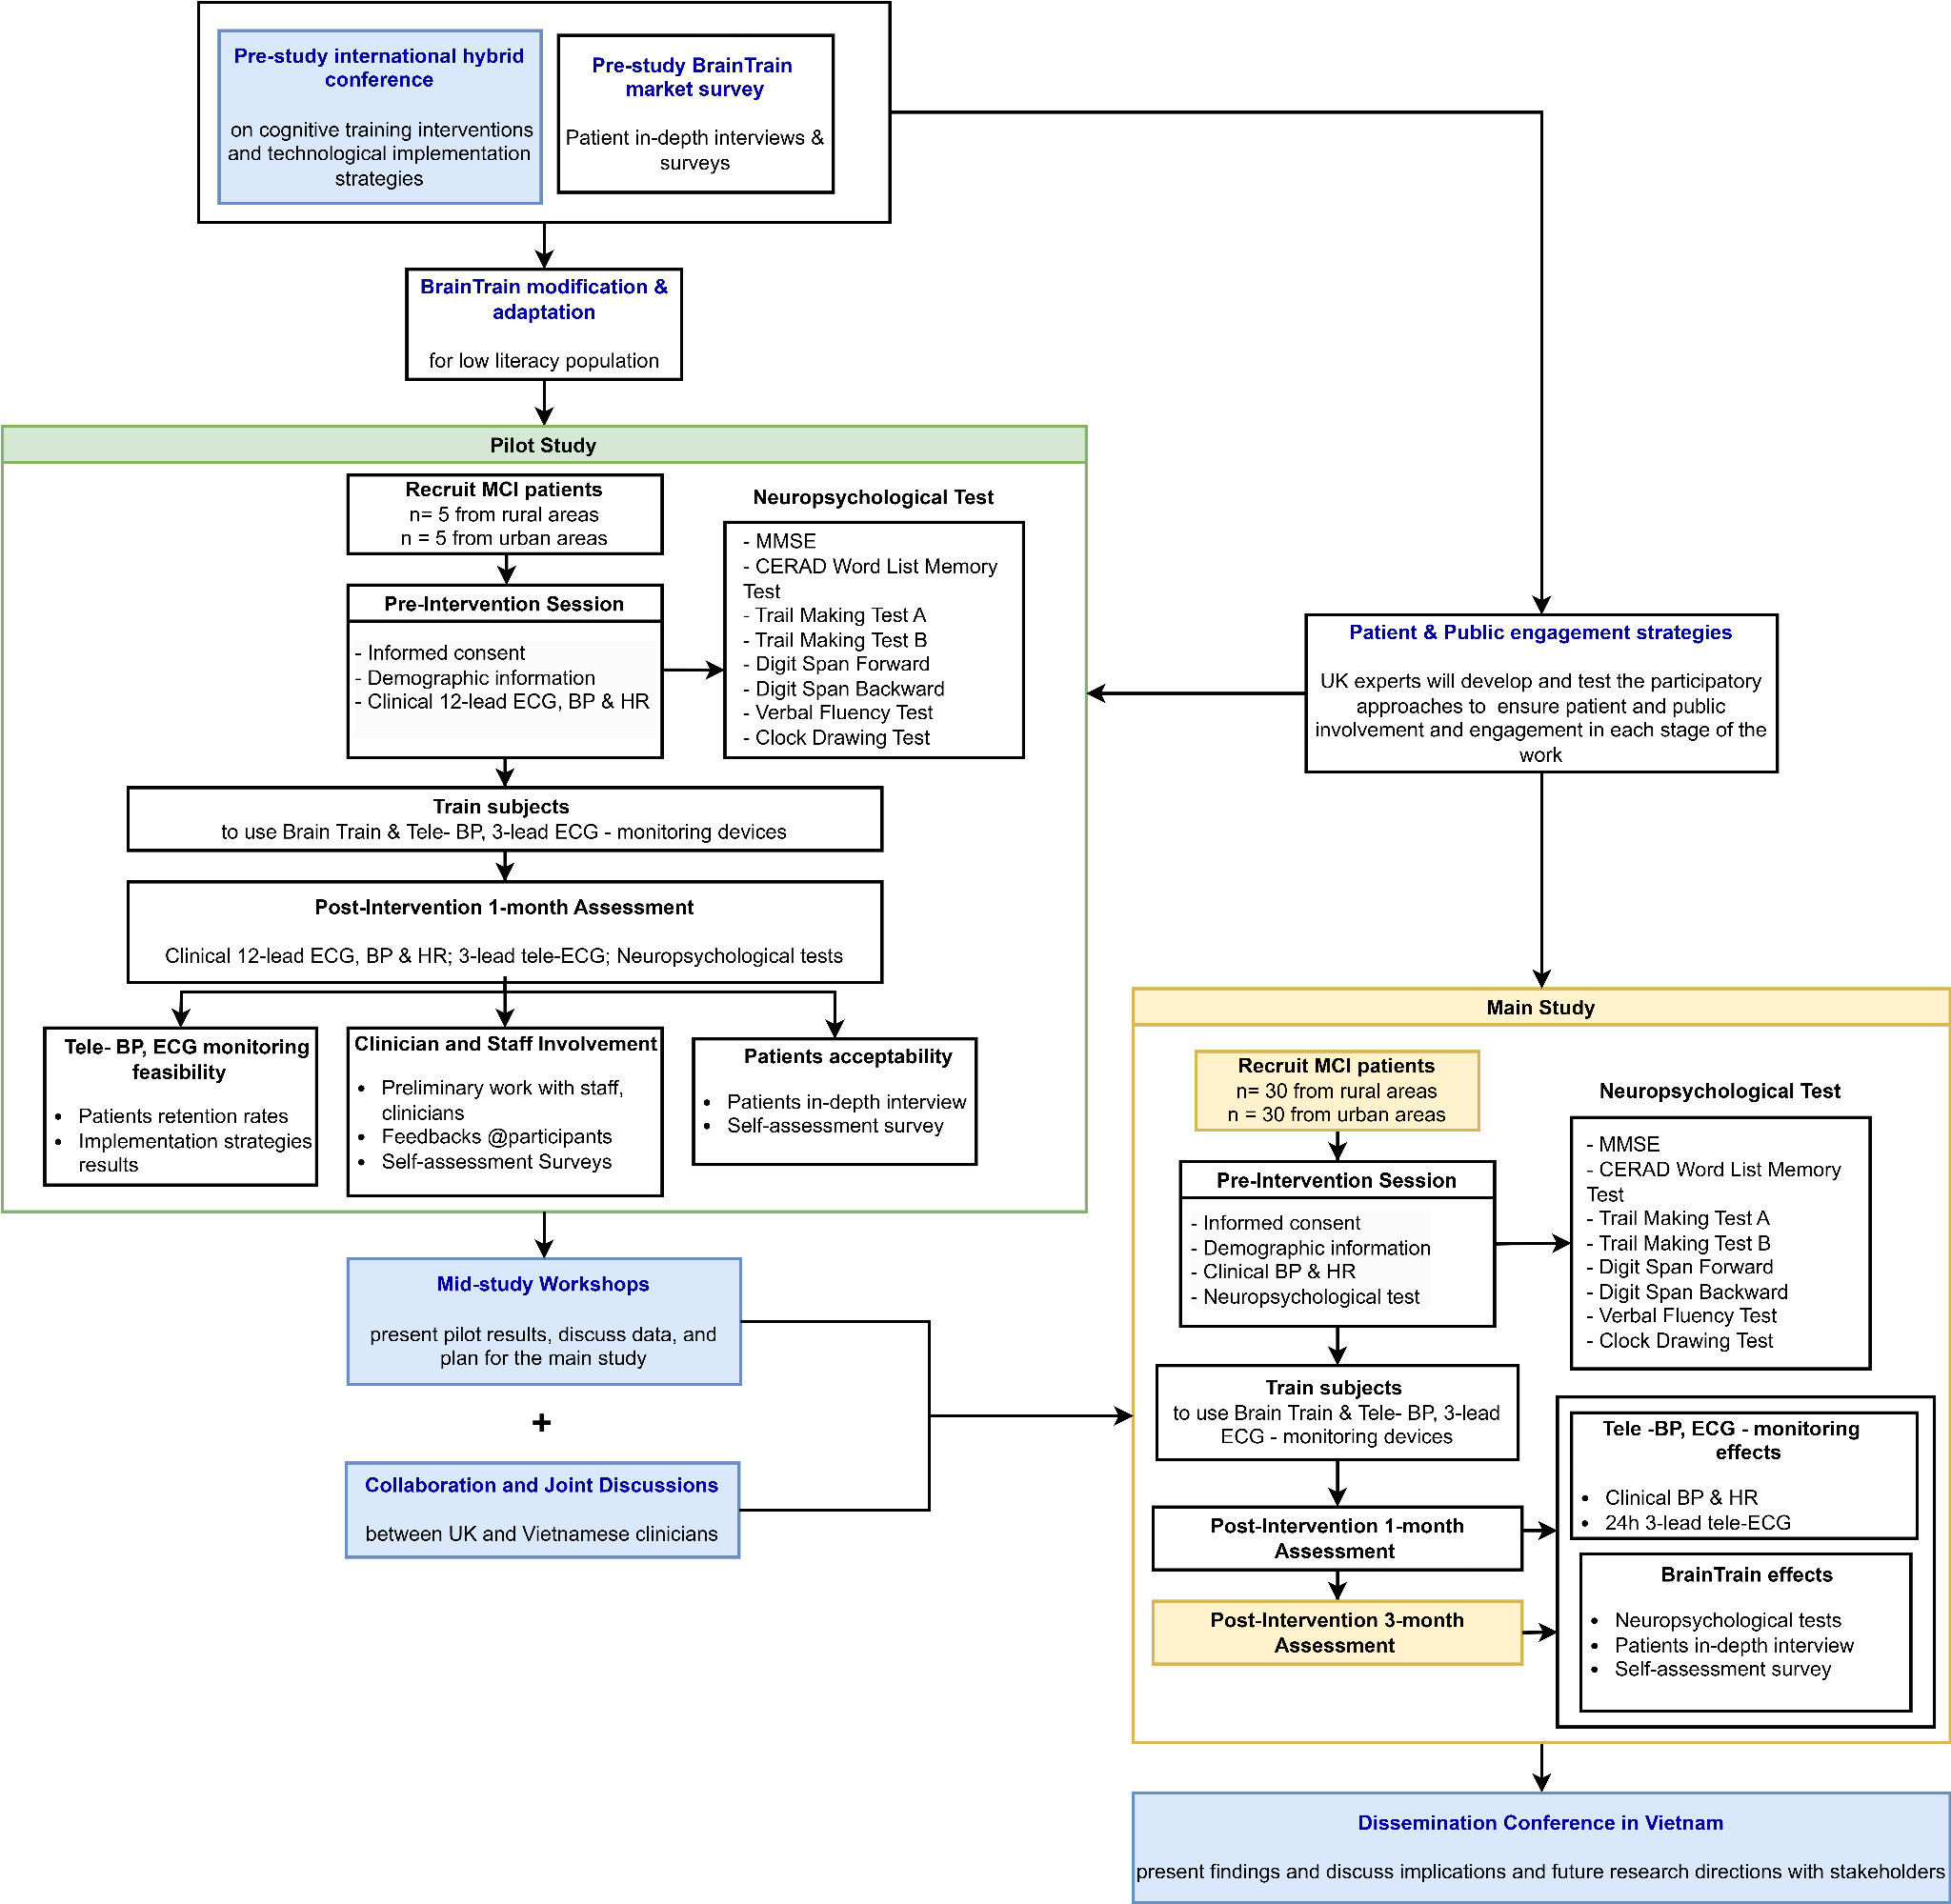 Pre-study international hybrid
conference
on cognitive training interventions
and technological implementation
strategies
Pre-study BrainTrain
market survey
Patient in-depth interviews &
surveys
BrainTrain modification &
adaptation
for low literacy population
Pilot Study
Recruit MCI patients
n= 5 from rural areas
n = 5 from urban areas
Pre-Intervention Session
- Informed consent
- Demographic information
- Clinical 12-lead ECG, BP & HR
Neuropsychological Test
- MMSE
- CERAD Word List Memory
Test
- Trail Making Test A
- Trail Making Test B
- Digit Span Forward
- Digit Span Backward
- Verbal Fluency Test
- Clock Drawing Test
Train subjects
to use Brain Train & Tele- BP, 3-lead ECG - monitoring devices
Post-Intervention 1-month Assessment
Clinical 12-lead ECG, BP & HR; 3-lead tele-ECG; Neuropsychological tests
Tele- BP, ECG monitoring
feasibility
• Patients retention rates
• Implementation strategies
results
Clinician and Staff Involvement
• Preliminary work with staff,
clinicians
• Feedbacks @participants
• Self-assessment Surveys
Patients acceptability
• Patients in-depth interview
• Self-assessment survey
Patient & Public engagement strategies
UK experts will develop and test the participatory
approaches to ensure patient and public
involvement and engagement in each stage of the
work
Mid-study Workshops
present pilot results, discuss data, and
plan for the main study
+
Collaboration and Joint Discussions
between UK and Vietnamese clinicians
Main Study
Recruit MCI patients
n= 30 from rural areas
n = 30 from urban areas
Pre-Intervention Session
- Informed consent
- Demographic information
- Clinical BP & HR
- Neuropsychological test
Neuropsychological Test
- MMSE
- CERAD Word List Memory
Test
- Trail Making Test A
- Trail Making Test B
- Digit Span Forward
- Digit Span Backward
- Verbal Fluency Test
- Clock Drawing Test
Train subjects
to use Brain Train & Tele- BP, 3-lead
ECG - monitoring devices
Post-Intervention 1-month
Assessment
Post-Intervention 3-month
Assessment
Tele -BP, ECG - monitoring
effects
• Clinical BP & HR
• 24h 3-lead tele-ECG
BrainTrain effects
• Neuropsychological tests
• Patients in-depth interview
• Self-assessment survey
Dissemination Conference in Vietnam
present findings and discuss implications and future research directions with stakeholders